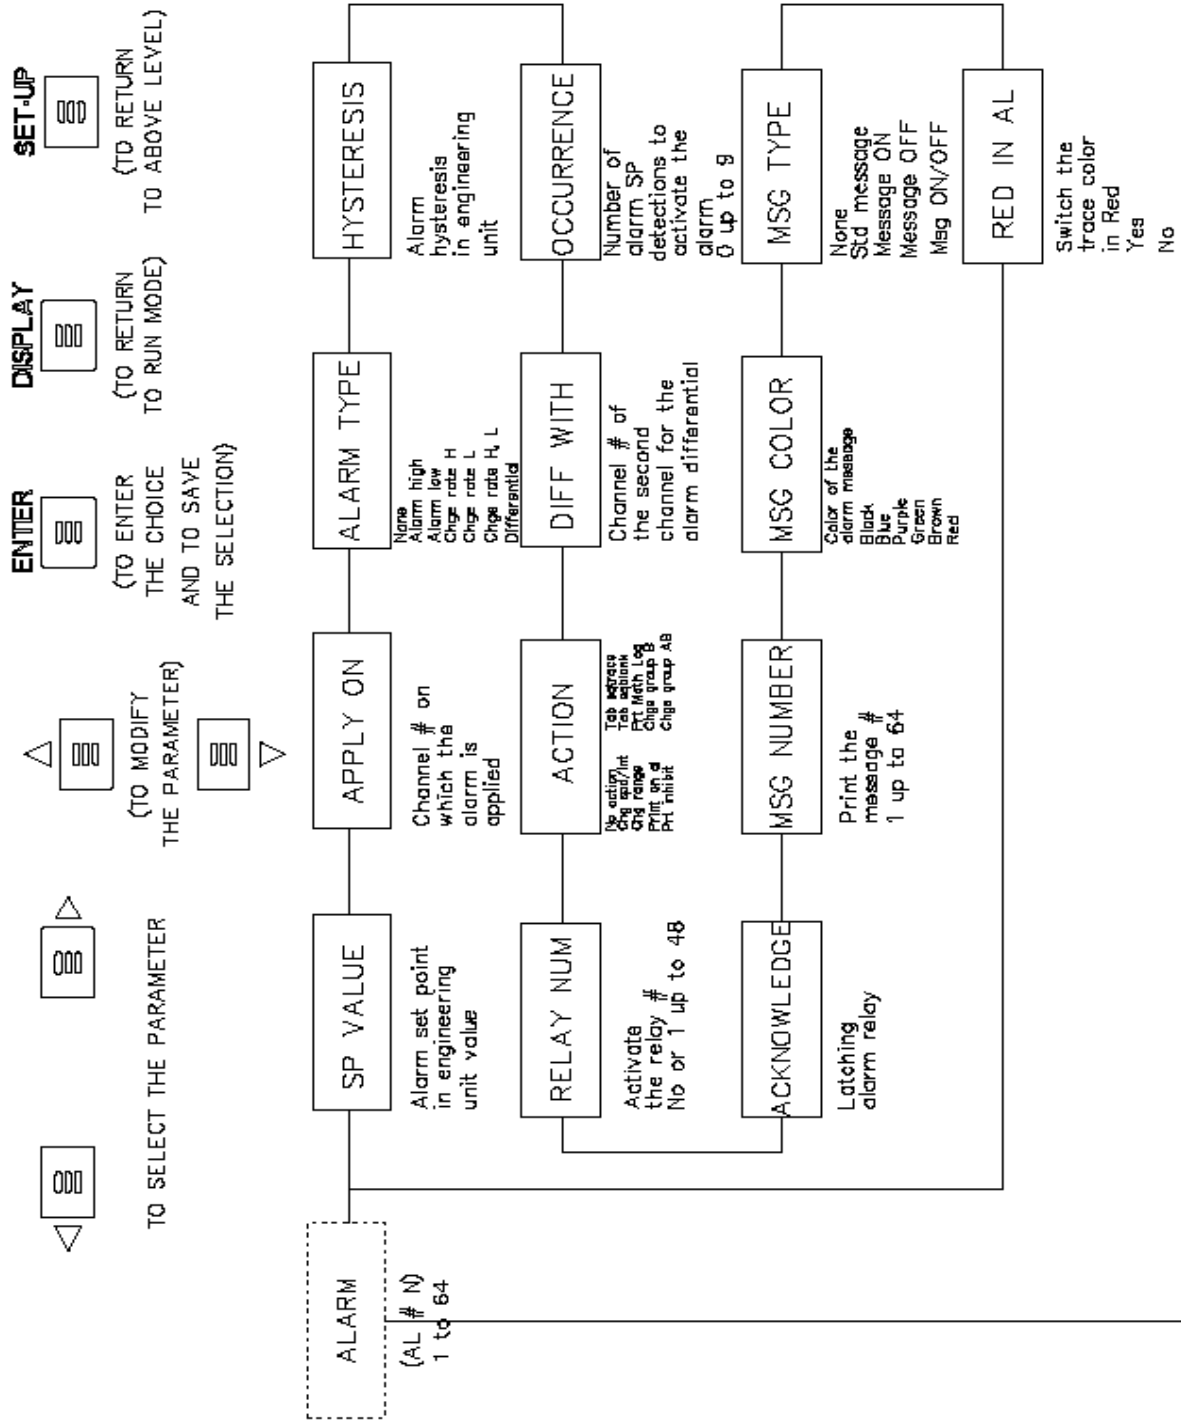 TO SELECT THE PARAMETER
(TO MODIFY
THE PARAMETER)
ENTER
(TO ENTER
THE CHOICE
AND TO SAVE
THE SELECTION)
DISPLAY
(TO RETURN
TO RUN MODE)
SET-UP
(TO RETURN
TO ABOVE LEVEL)
ALARM
(AL # N)
1 to 64
SP VALUE
Alarm set point
in engineering
unit value
APPLY ON
Channel # on
which the
alarm is
applied
ALARM TYPE
None
Alarm high
Alarm low
Chge rate H
Chge rate L
Chge rate H, L
Differential
HYSTERESIS
Alarm
hysteresis
in engineering
unit
RELAY NUM
Activate
the relay #
No or 1 up to 48
ACTION
No action
Chg spd/Int
Chg range
Print on al
Prt inhibit
Tab
Tab
Prt Math Log
Chge group B
Chge group AB
DIFF WITH
Channel # of
the second
channel for the
alarm differential
OCCURRENCE
Number of
alarm SP
detections to
activate the
alarm
0 up to 9
ACKNOWLEDGE
Latching
alarm relay
MSG NUMBER
Print the
message #
1 up to 64
MSG COLOR
Color of the
alarm message
Black
Blue
Purple
Green
Brown
Red
MSG TYPE
None
Std message
Message ON
Message OFF
Msg ON/OFF
RED IN AL
Switch the
trace color
in Red
Yes
No